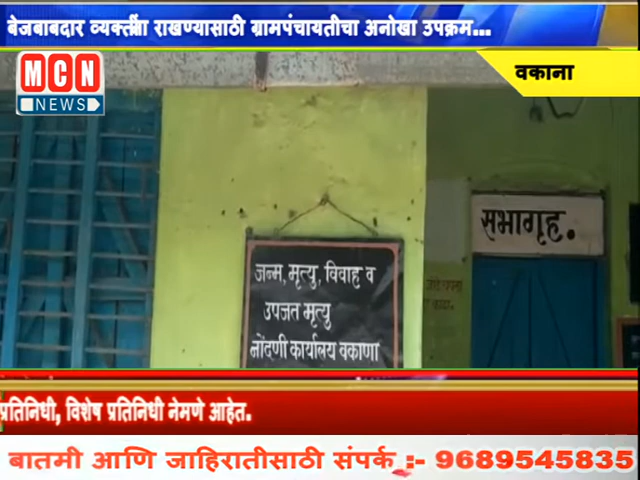 बेजबाबदार व्यक्तींना राखण्यासाठी ग्रामपंचायतीचा अनोखा उपक्रम...
MCN
NEWS
वकाना
सभागृह.
जन्म, मृत्यु, विवाह व
उपजत मृत्यु
नोंदणी कार्यालय वकाणा
प्रतिनिधी, विशेष प्रतिनिधी नेमणे आहेत.
बातमी आणि जाहिरातीसाठी संपर्क :- 9689545835